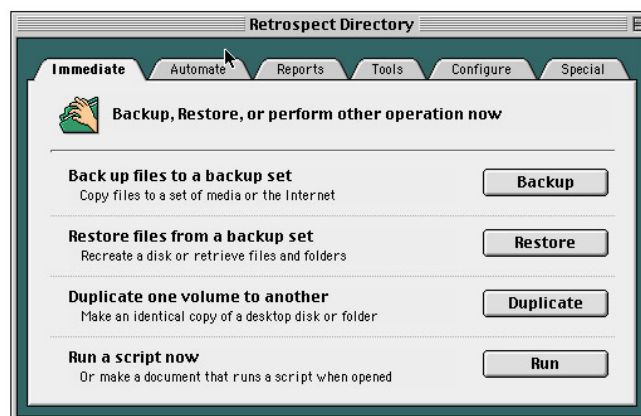 Retrospect Directory
Immediate Automate Reports Tools Configure Special
Backup, Restore, or perform other operation now
Back up files to a backup set
Copy files to a set of media or the Internet
Backup
Restore files from a backup set
Recreate a disk or retrieve files and folders
Restore
Duplicate one volume to another
Make an identical copy of a desktop disk or folder
Duplicate
Run a script now
Or make a document that runs a script when opened
Run